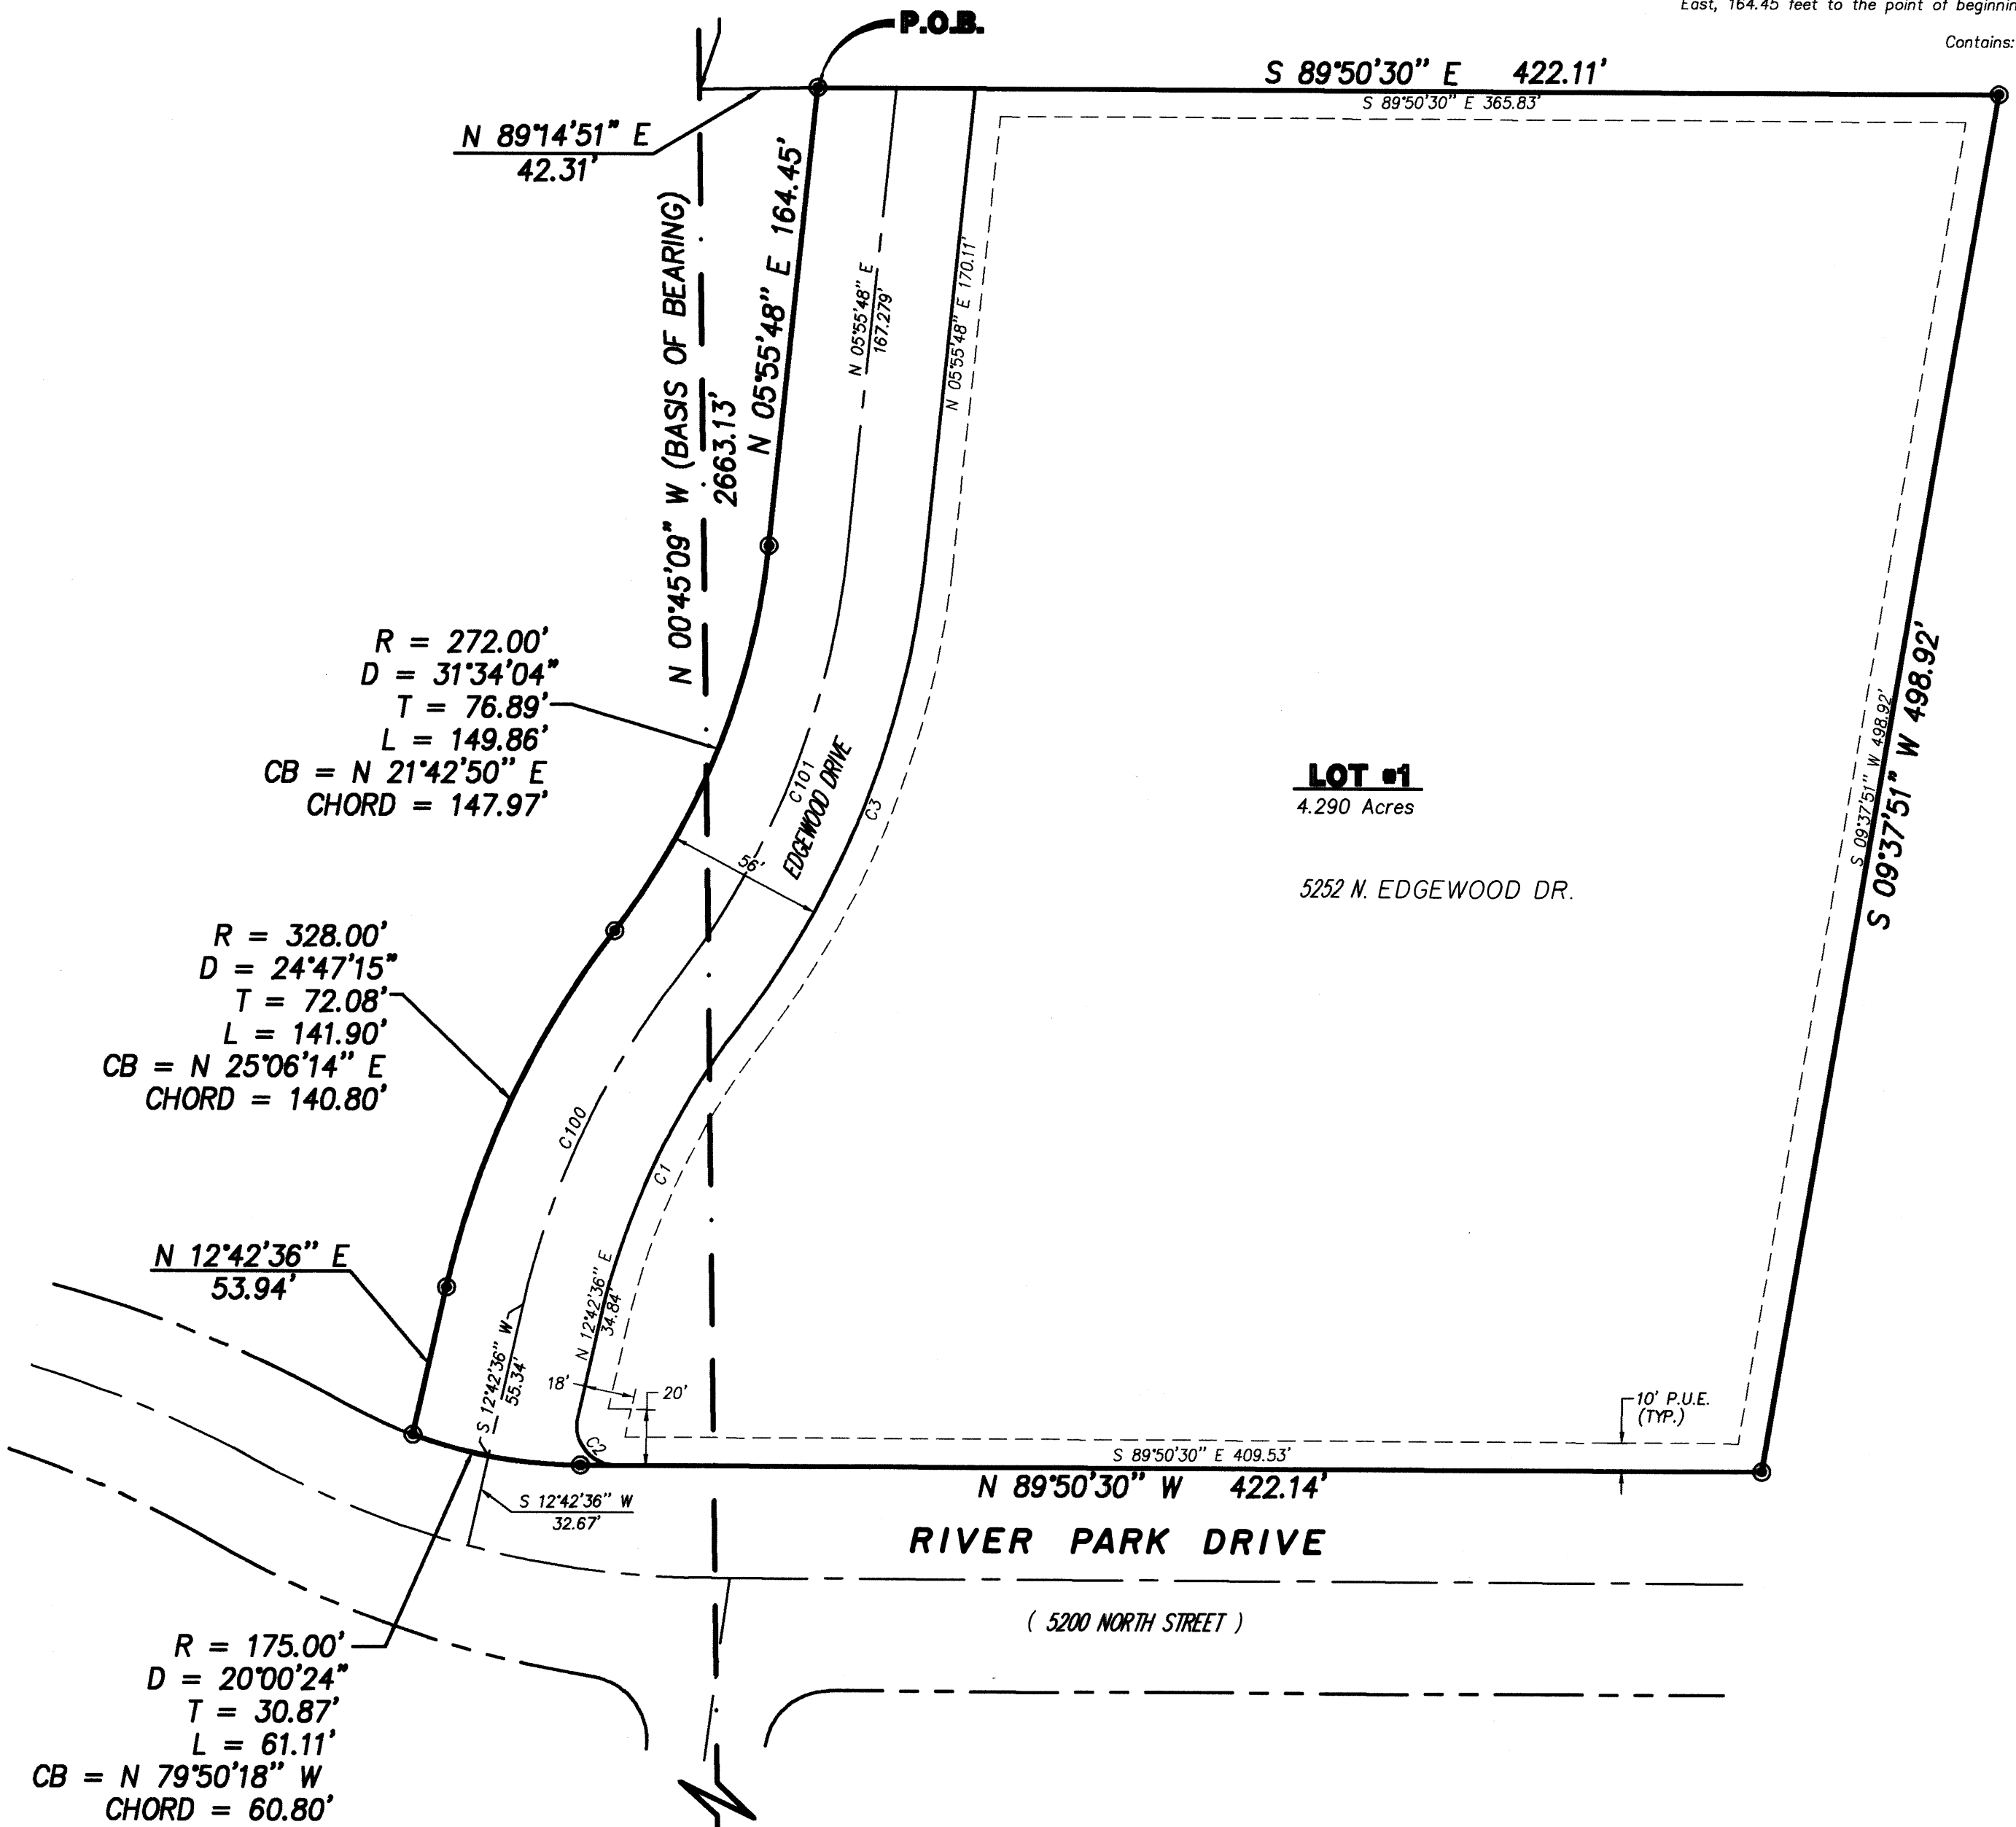 East, 164.45 feet to the point of beginnin
Contains:
P.O.B.
S 89°50'30" E 422.11'
S 89°50'30" E 365.83'
N 89°14'51" E
42.31'
N 00°45'09" W (BASIS OF BEARING)
2663.13'
N 05°55'48" E 164.45'
N 05°55'48" E
167.279'
N 05°55'48" E 170.11'
R = 272.00'
D = 31°34'04"
T = 76.89'
L = 149.86'
CB = N 21°42'50" E
CHORD = 147.97'
C101
EDGEWOOD DRIVE
C3
56'
LOT #1
4.290 Acres
5252 N. EDGEWOOD DR.
S 09°37'51" W 498.92'
S 09°37'51" W 498.92'
R = 328.00'
D = 24°47'15"
T = 72.08'
L = 141.90'
CB = N 25°06'14" E
CHORD = 140.80'
C100
C1
N 12°42'36" E
53.94'
N 12°42'36" E
34.84'
S 12°42'36" W
55.34'
18'
20'
10' P.U.E.
(TYP.)
C2
S 89°50'30" E 409.53'
N 89°50'30" W 422.14'
S 12°42'36" W
32.67'
RIVER PARK DRIVE
( 5200 NORTH STREET )
R = 175.00'
D = 20°00'24"
T = 30.87'
L = 61.11'
CB = N 79°50'18" W
CHORD = 60.80'